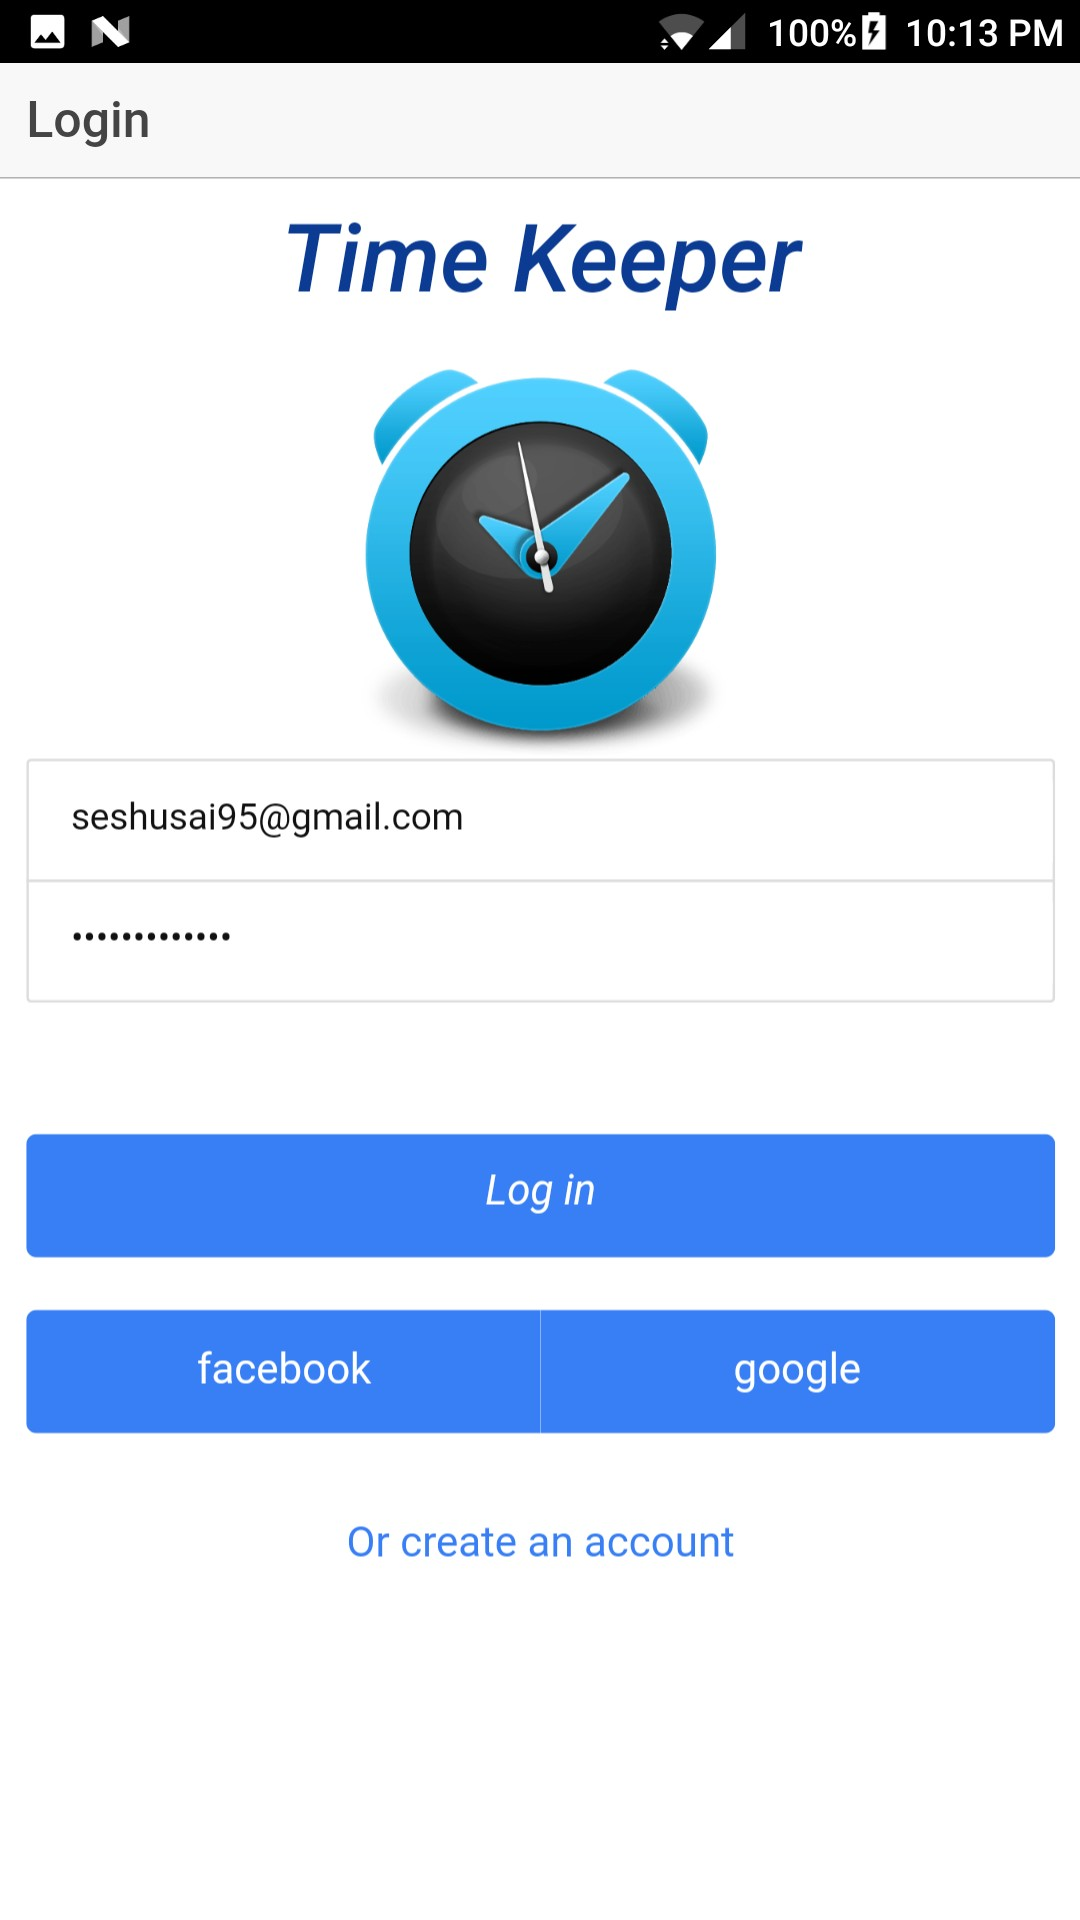 100% 10:13 PM
Login
Time Keeper
seshusai95@gmail.com
•••••••••••••
Log in
facebook google
Or create an account